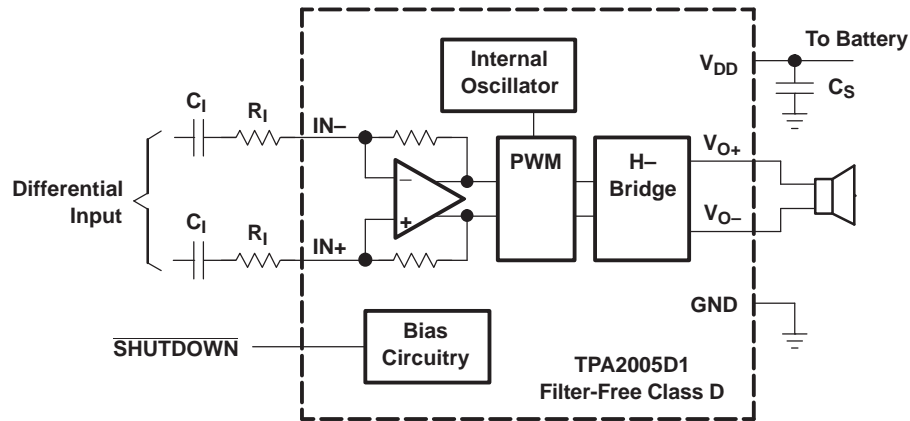 Internal
Oscillator
To Battery
VDD
CS
CI
RI
IN–
PWM
H–
Bridge
VO+
Differential
Input
–
+
VO–
CI
RI
IN+
GND
SHUTDOWN
Bias
Circuitry
TPA2005D1
Filter-Free Class D